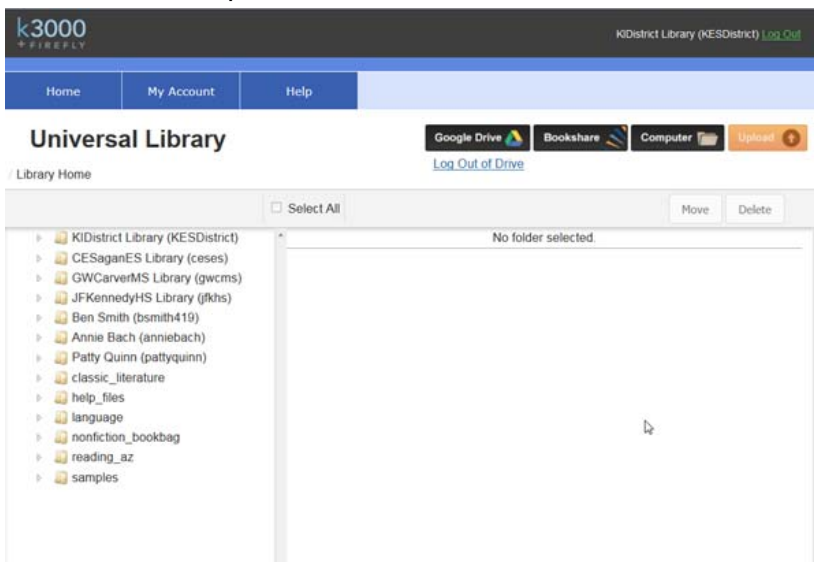 k3000
+ FIREFLY
KIDistrict Library (KESDistrict) Log Out
Home My Account Help
Universal Library
Google Drive Bookshare Computer Upload
Log Out of Drive
/ Library Home
Select All Move Delete
No folder selected.
KIDistrict Library (KESDistrict)
CESaganES Library (ceses)
GWCarverMS Library (gwcms)
JFKennedyHS Library (jfkhs)
Ben Smith (bsmith419)
Annie Bach (anniebach)
Patty Quinn (pattyquinn)
classic_literature
help_files
language
nonfiction_bookbag
reading_az
samples